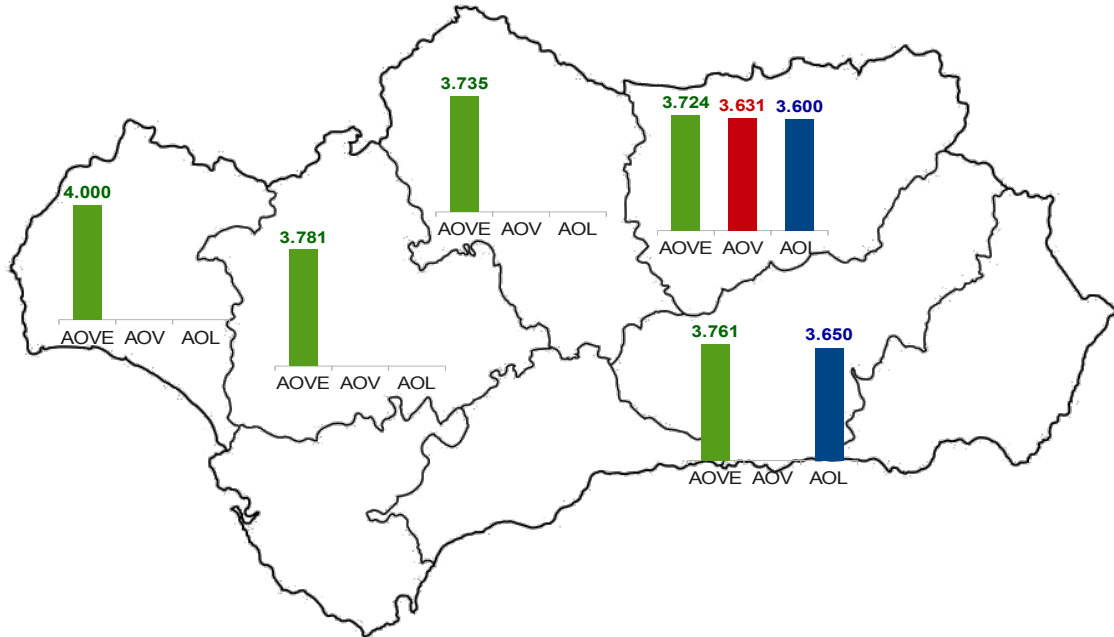 3.735
AOVE AOV AOL
3.724 3.631 3.600
AOVE AOV AOL
4.000
AOVE AOV AOL
3.781
AOVE AOV AOL
3.761 3.650
AOVE AOV AOL